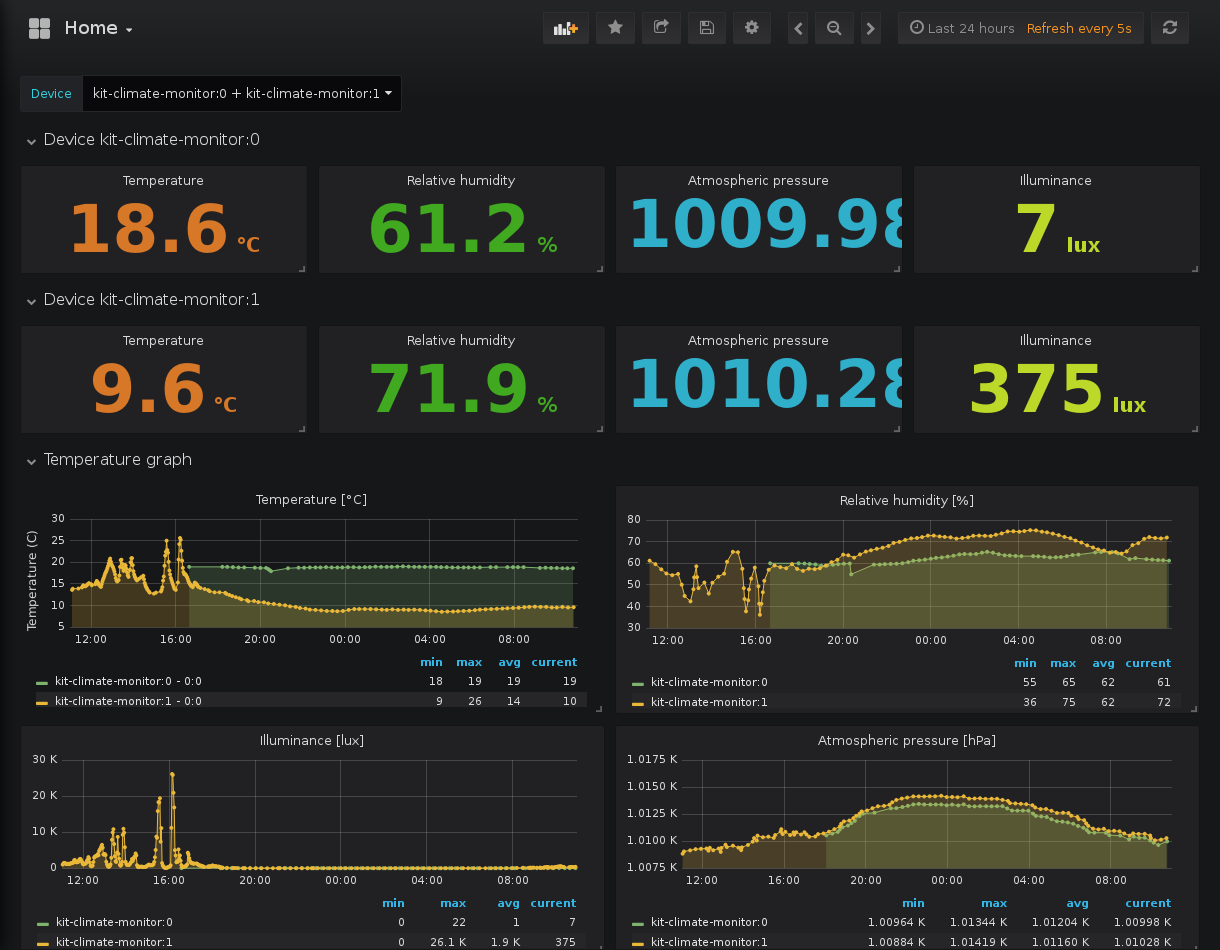 Home
Last 24 hours Refresh every 5s
Device kit-climate-monitor:0 + kit-climate-monitor:1
Device kit-climate-monitor:0
Temperature Relative humidity Atmospheric pressure Illuminance
18.6 °C 61.2 % 1009.98 7 lux
Device kit-climate-monitor:1
Temperature Relative humidity Atmospheric pressure Illuminance
9.6 °C 71.9 % 1010.28 375 lux
Temperature graph
Temperature [°C]
Temperature (C)
30
25
20
15
10
5
12:00 16:00 20:00 00:00 04:00 08:00
min max avg current
kit-climate-monitor:0 - 0:0 18 19 19 19
kit-climate-monitor:1 - 0:0 9 26 14 10
Relative humidity [%]
80
70
60
50
40
30
12:00 16:00 20:00 00:00 04:00 08:00
min max avg current
kit-climate-monitor:0 55 65 62 61
kit-climate-monitor:1 36 75 62 72
Illuminance [lux]
30 K
20 K
10 K
0
12:00 16:00 20:00 00:00 04:00 08:00
min max avg current
kit-climate-monitor:0 0 22 1 7
kit-climate-monitor:1 0 26.1 K 1.9 K 375
Atmospheric pressure [hPa]
1.0175 K
1.0150 K
1.0125 K
1.0100 K
1.0075 K
12:00 16:00 20:00 00:00 04:00 08:00
min max avg current
kit-climate-monitor:0 1.00964 K 1.01344 K 1.01204 K 1.00998 K
kit-climate-monitor:1 1.00884 K 1.01419 K 1.01160 K 1.01028 K